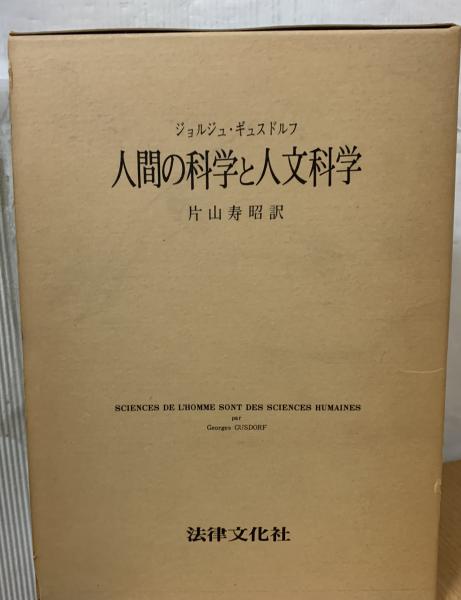 ジョルジュ・ギュスドルフ
人間の科学と人文科学
片山寿昭訳
SCIENCES DE L'HOMME SONT DES SCIENCES HUMAINES
par
Georges GUSDORF
法律文化社